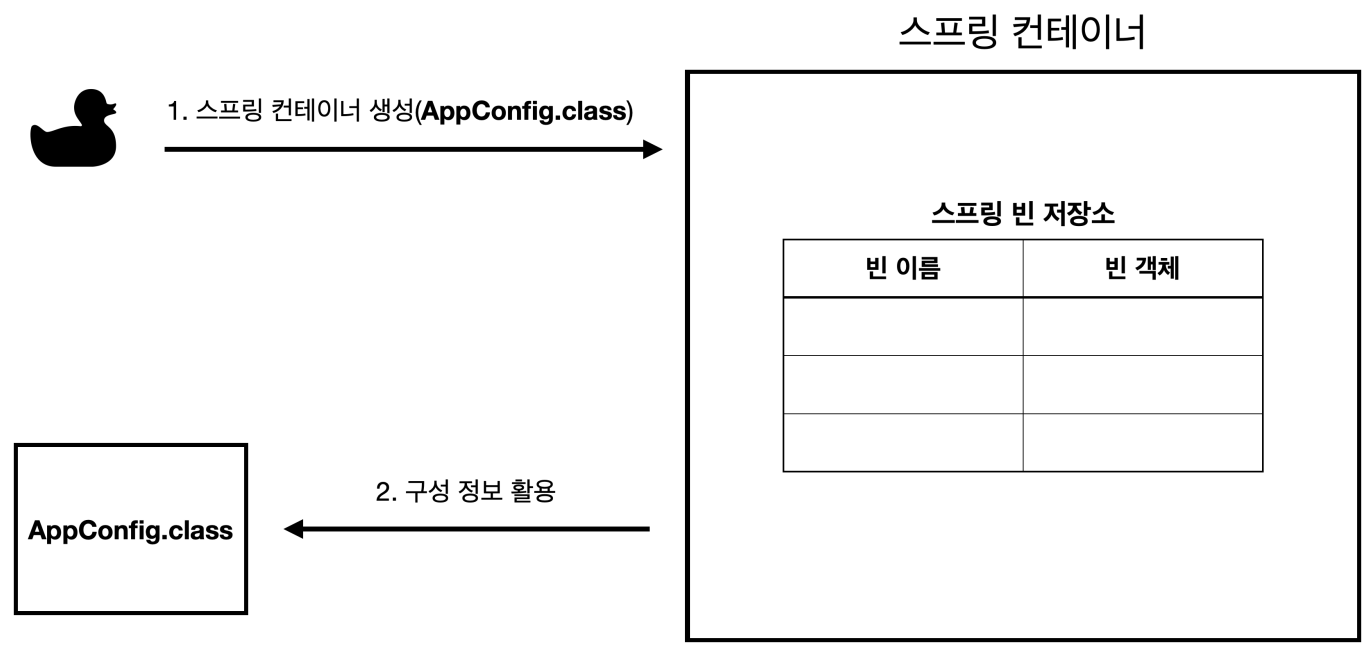 스프링 컨테이너
1. 스프링 컨테이너 생성(AppConfig.class)
스프링 빈 저장소
빈 이름
빈 객체
2. 구성 정보 활용
AppConfig.class